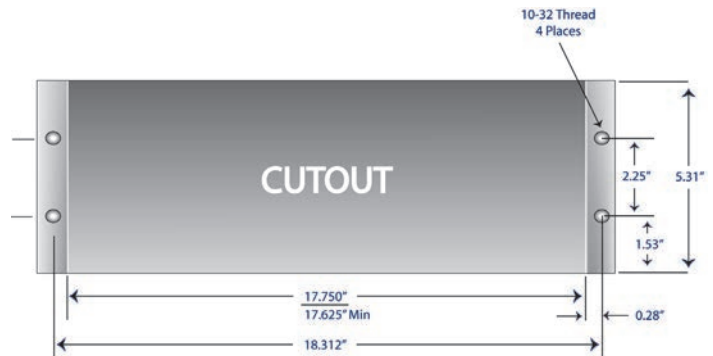 10-32 Thread
4 Places
CUTOUT
2.25"
5.31"
1.53"
17.750"
17.625" Min
0.28"
18.312"